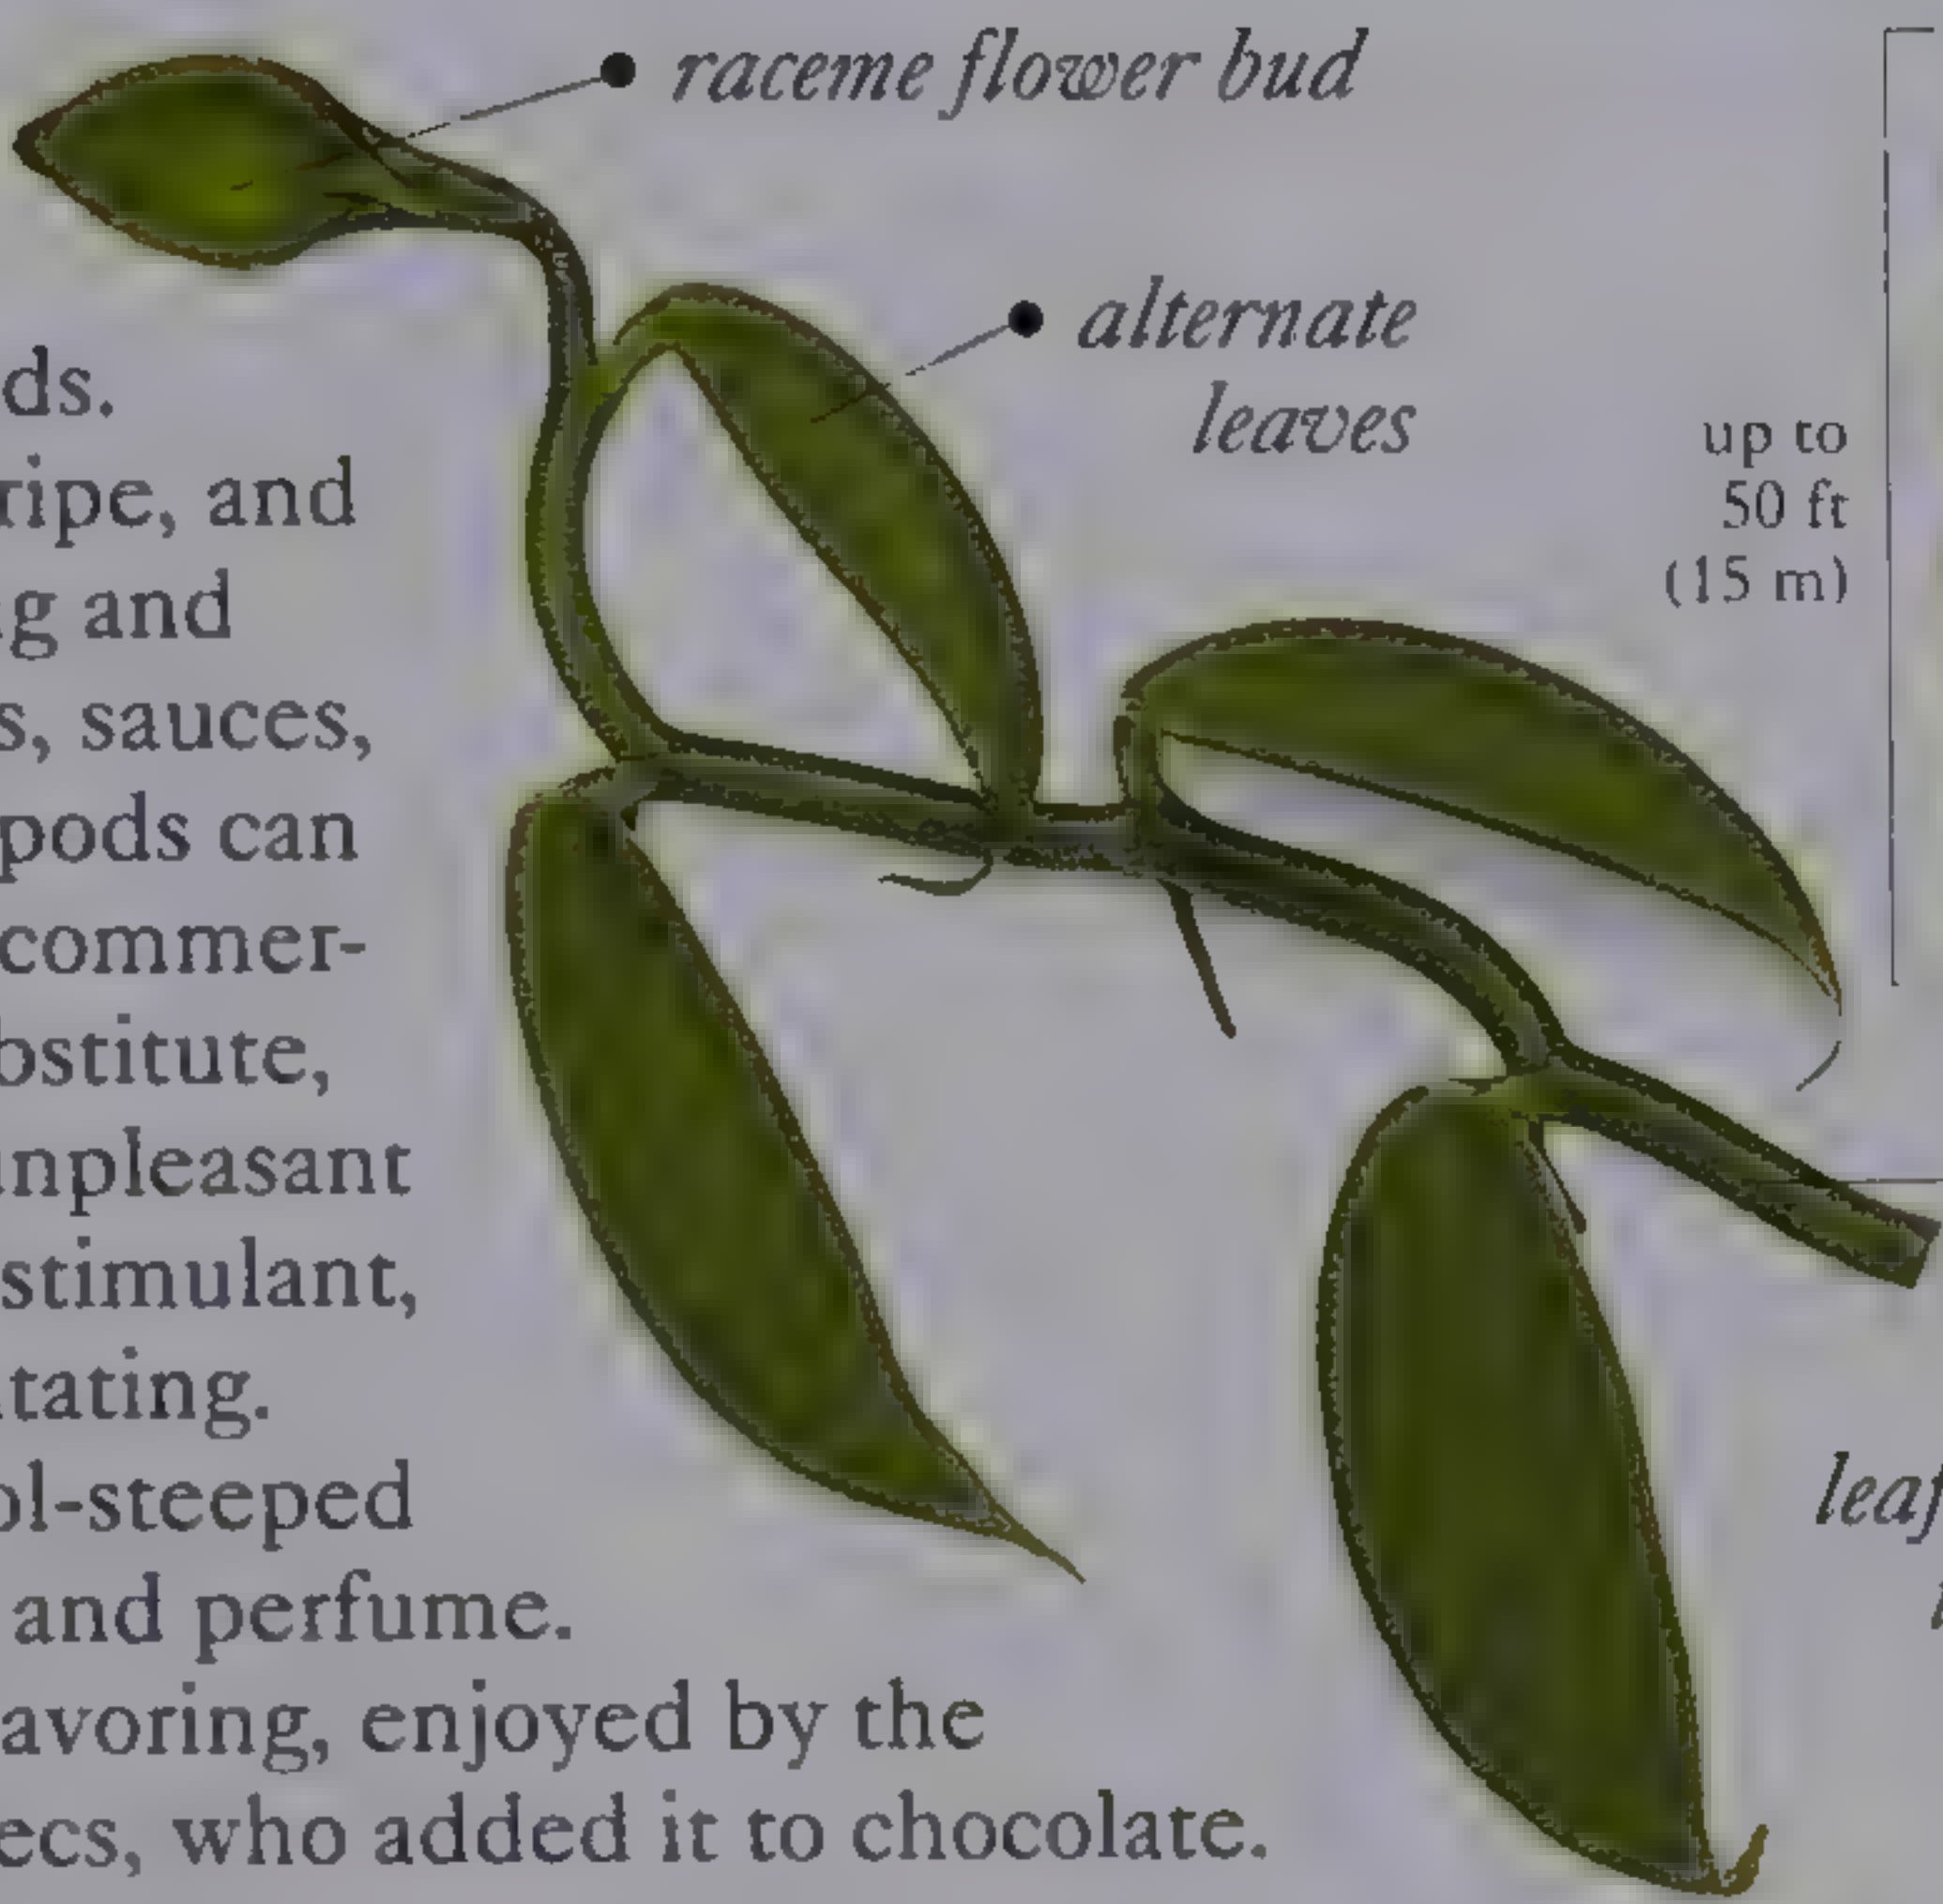 raceme flower bud
alternate
leaves
up to
50 ft
(15 m)
ds.
ripe, and
g and
s, sauces,
pods can
commer-
bstitute,
unpleasant
stimulant,
tating.
ol-steeped
and perfume.
avoring, enjoyed by the
ecs, who added it to chocolate.
leaf